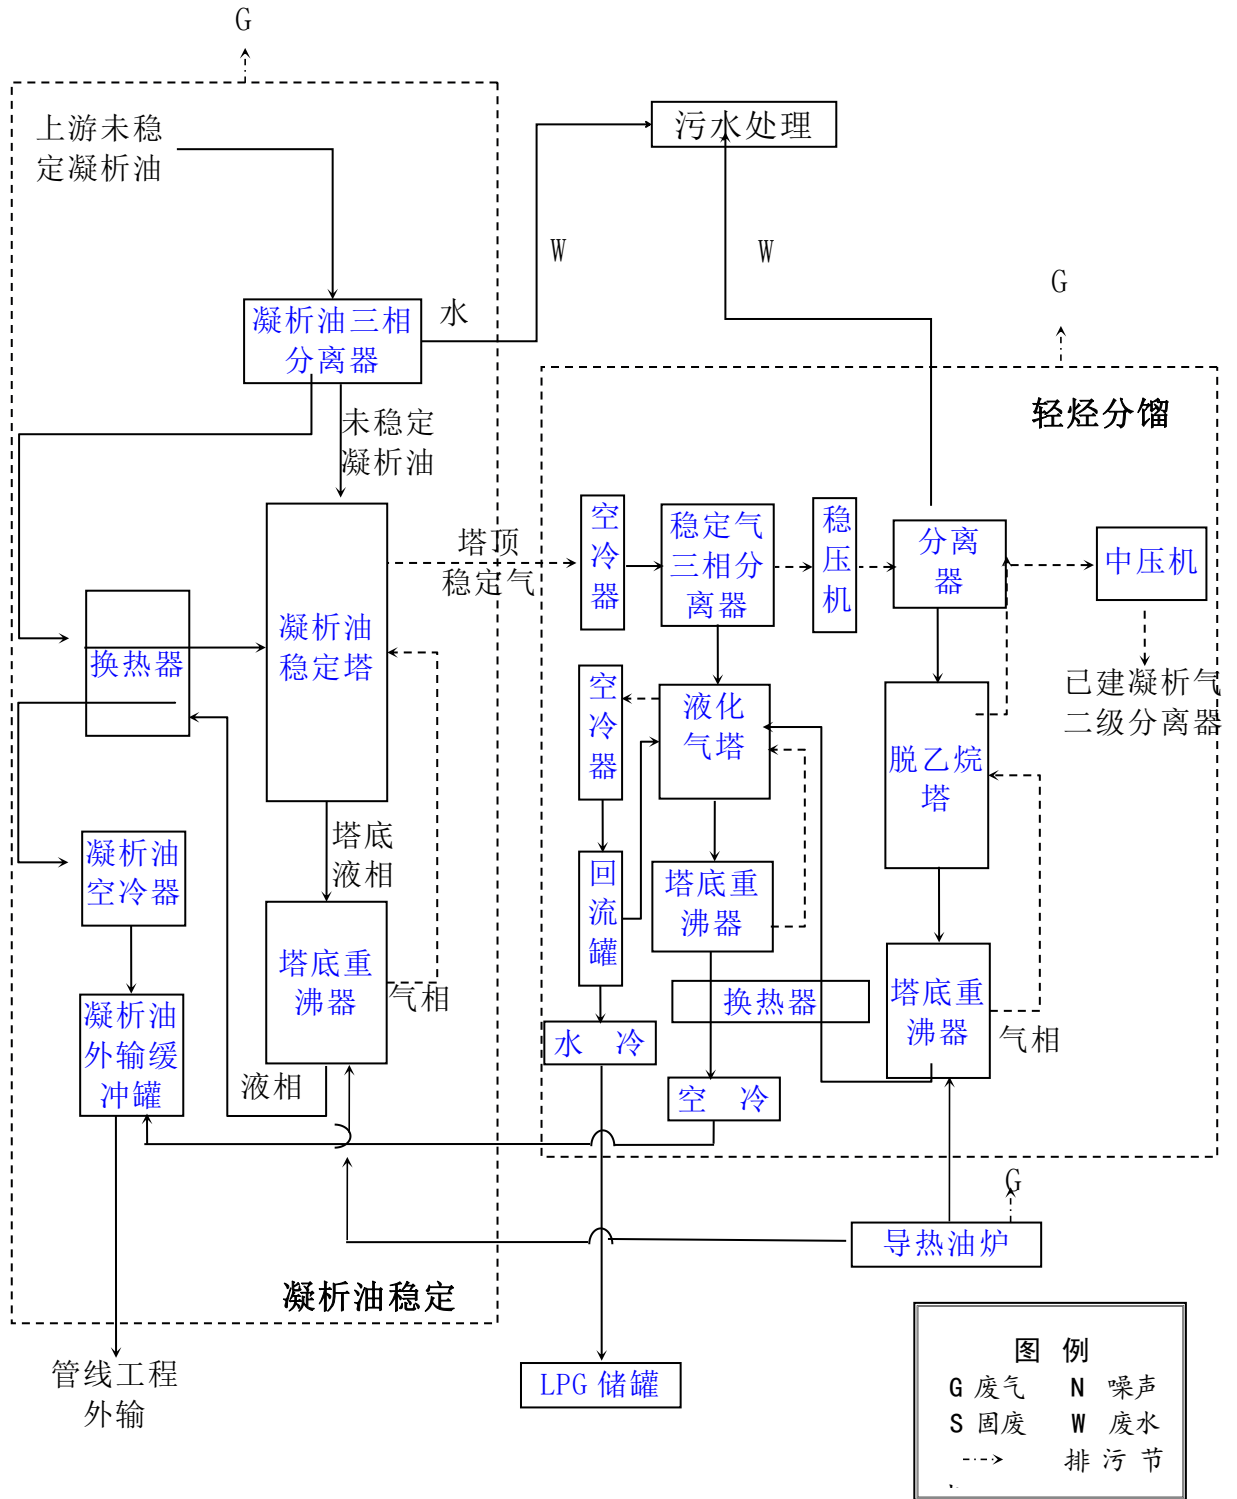 G
上游未稳
定凝析油
污水处理
W
W
G
凝析油三相
分离器
水
未稳定
凝析油
轻烃分馏
塔顶
稳定气
空
冷
器
稳定气
三相分
离器
稳
压
机
分离
器
中压机
已建凝析气
二级分离器
换热器
凝析油
稳定塔
空
冷
器
液化
气塔
脱乙烷
塔
塔底
液相
凝析油
空冷器
回
流
罐
塔底重
沸器
塔底重
沸器
气相
换热器
塔底重
沸器
气相
凝析油
外输缓
冲罐
液相
水 冷
空 冷
G
导热油炉
凝析油稳定
管线工程
外输
LPG 储罐
图 例
G 废气 N 噪声
S 固废 W 废水
排 污 节